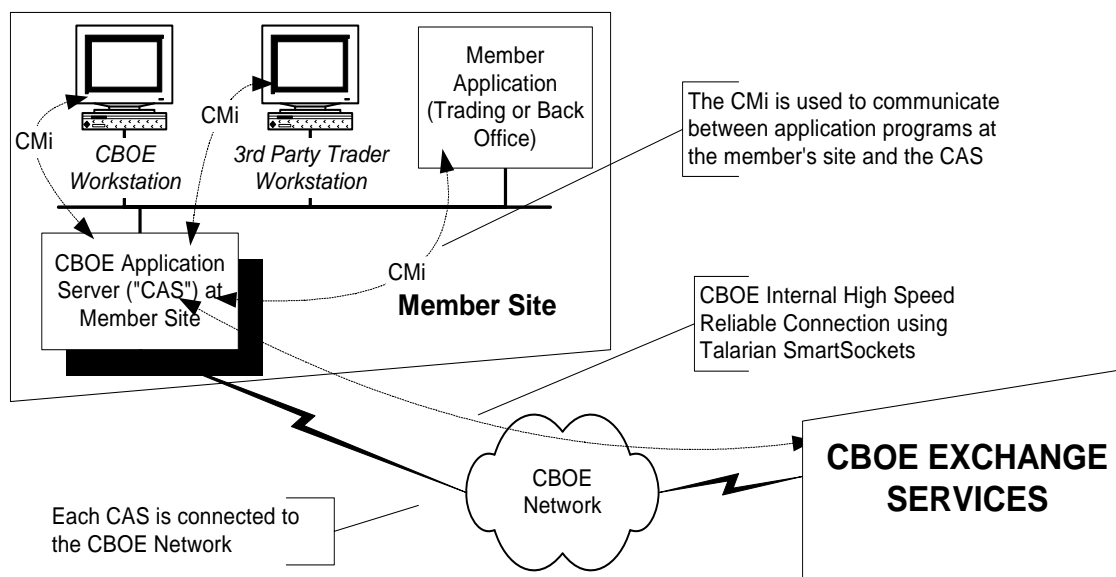 CMi
CBOE
Workstation
CMi
3rd Party Trader
Workstation
Member
Application
(Trading or Back
Office)
The CMi is used to communicate
between application programs at
the member's site and the CAS
CBOE Application
Server ("CAS") at
Member Site
CMi
Member Site
CBOE Internal High Speed
Reliable Connection using
Talarian SmartSockets
CBOE
Network
CBOE EXCHANGE
SERVICES
Each CAS is connected to
the CBOE Network